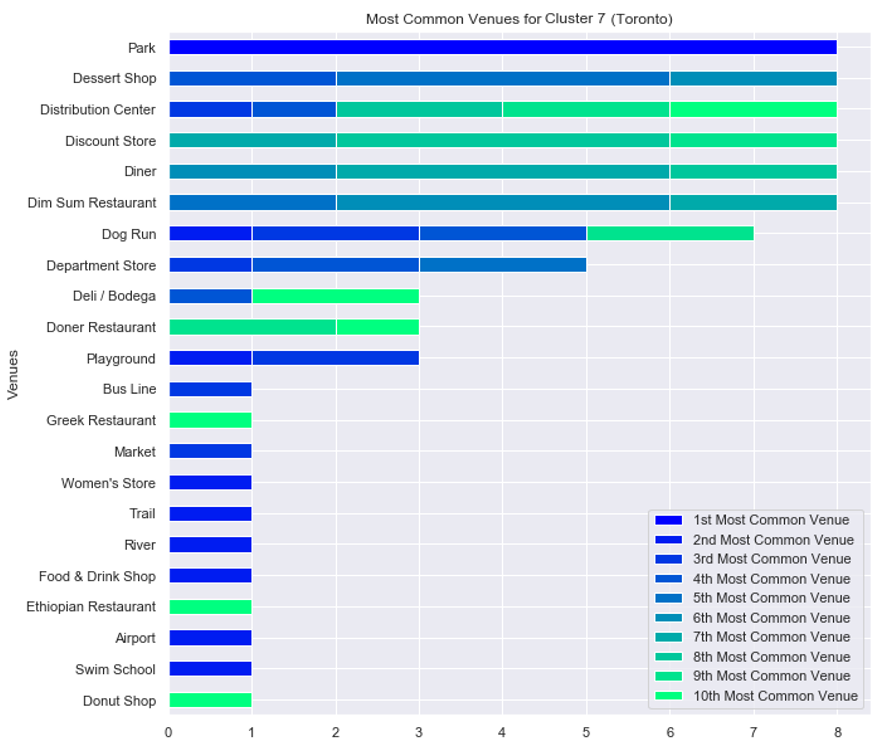 Most Common Venues for Cluster 7 (Toronto)
Park
Dessert Shop
Distribution Center
Discount Store
Diner
Dim Sum Restaurant
Dog Run
Department Store
Deli / Bodega
Doner Restaurant
Playground
Bus Line
Greek Restaurant
Market
Women's Store
Trail
River
Food & Drink Shop
Ethiopian Restaurant
Airport
Swim School
Donut Shop
Venues
1st Most Common Venue
2nd Most Common Venue
3rd Most Common Venue
4th Most Common Venue
5th Most Common Venue
6th Most Common Venue
7th Most Common Venue
8th Most Common Venue
9th Most Common Venue
10th Most Common Venue
0 1 2 3 4 5 6 7 8